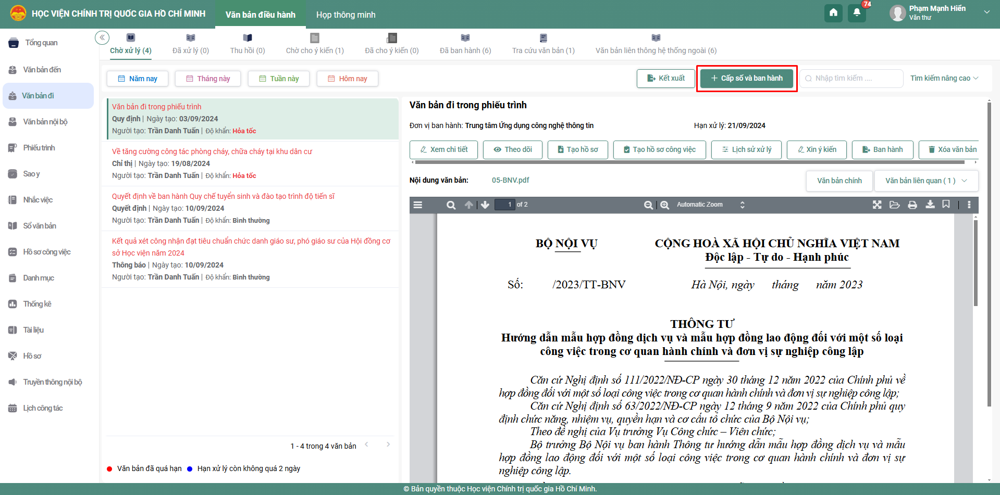 HỌC VIỆN CHÍNH TRỊ QUỐC GIA HỒ CHÍ MINH
Văn bản điều hành
Họp thông minh
74
Phạm Mạnh Hiển
Văn thư
Tổng quan
Văn bản đến
Văn bản đi
Văn bản nội bộ
Phiếu trình
Sao y
Nhắc việc
Sổ văn bản
Hồ sơ công việc
Danh mục
Thống kê
Tài liệu
Hồ sơ
Truyền thông nội bộ
Lịch công tác
Chờ xử lý (4)
Đã xử lý (0)
Thu hồi (0)
Chờ cho ý kiến (1)
Đã cho ý kiến (0)
Đã ban hành (6)
Tra cứu văn bản (1)
Văn bản liên thông hệ thống ngoài (6)
Năm nay
Tháng này
Tuần này
Hôm nay
Kết xuất
+ Cấp số và ban hành
Nhập tìm kiếm ....
Tìm kiếm nâng cao
Văn bản đi trong phiếu trình
Quy định | Ngày tạo: 03/09/2024
Người tạo: Trần Danh Tuấn | Độ khẩn: Hỏa tốc
Về tăng cường công tác phòng cháy, chữa cháy tại khu dân cư
Chỉ thị | Ngày tạo: 19/08/2024
Người tạo: Trần Danh Tuấn | Độ khẩn: Hỏa tốc
Quyết định về ban hành Quy chế tuyển sinh và đào tạo trình độ tiến sĩ
Quyết định | Ngày tạo: 10/09/2024
Người tạo: Trần Danh Tuấn | Độ khẩn: Bình thường
Kết quả xét công nhận đạt tiêu chuẩn chức danh giáo sư, phó giáo sư của Hội đồng cơ
sở Học viện năm 2024
Thông báo | Ngày tạo: 10/09/2024
Người tạo: Trần Danh Tuấn | Độ khẩn: Bình thường
1 - 4 trong 4 văn bản
Văn bản đã quá hạn
Hạn xử lý còn không quá 2 ngày
Văn bản đi trong phiếu trình
Đơn vị ban hành: Trung tâm Ứng dụng công nghệ thông tin
Hạn xử lý: 21/09/2024
Xem chi tiết
Theo dõi
Tạo hồ sơ
Tạo hồ sơ công việc
Lịch sử xử lý
Xin ý kiến
Ban hành
Xóa văn bản
Nội dung văn bản:
05-BNV.pdf
Văn bản chính
Văn bản liên quan ( 1 )
1 of 2
Automatic Zoom
BỘ NỘI VỤ
CỘNG HOÀ XÃ HỘI CHỦ NGHĨA VIỆT NAM
Độc lập - Tự do - Hạnh phúc
Số: /2023/TT-BNV
Hà Nội, ngày tháng năm 2023
THÔNG TƯ
Hướng dẫn mẫu hợp đồng dịch vụ và mẫu hợp đồng lao động đối với một số loại
công việc trong cơ quan hành chính và đơn vị sự nghiệp công lập
Căn cứ Nghị định số 111/2022/NĐ-CP ngày 30 tháng 12 năm 2022 của Chính phủ về
hợp đồng đối với một số loại công việc trong cơ quan hành chính và đơn vị sự nghiệp công lập;
Căn cứ Nghị định số 63/2022/NĐ-CP ngày 12 tháng 9 năm 2022 của Chính phủ quy
định chức năng, nhiệm vụ, quyền hạn và cơ cấu tổ chức của Bộ Nội vụ;
Theo đề nghị của Vụ trưởng Vụ Công chức – Viên chức;
Bộ trưởng Bộ Nội vụ ban hành Thông tư hướng dẫn mẫu hợp đồng dịch vụ và mẫu
hợp đồng lao động đối với một số loại công việc trong cơ quan hành chính và đơn vị sự
nghiệp công lập.
© Bản quyền thuộc Học viện Chính trị quốc gia Hồ Chí Minh.